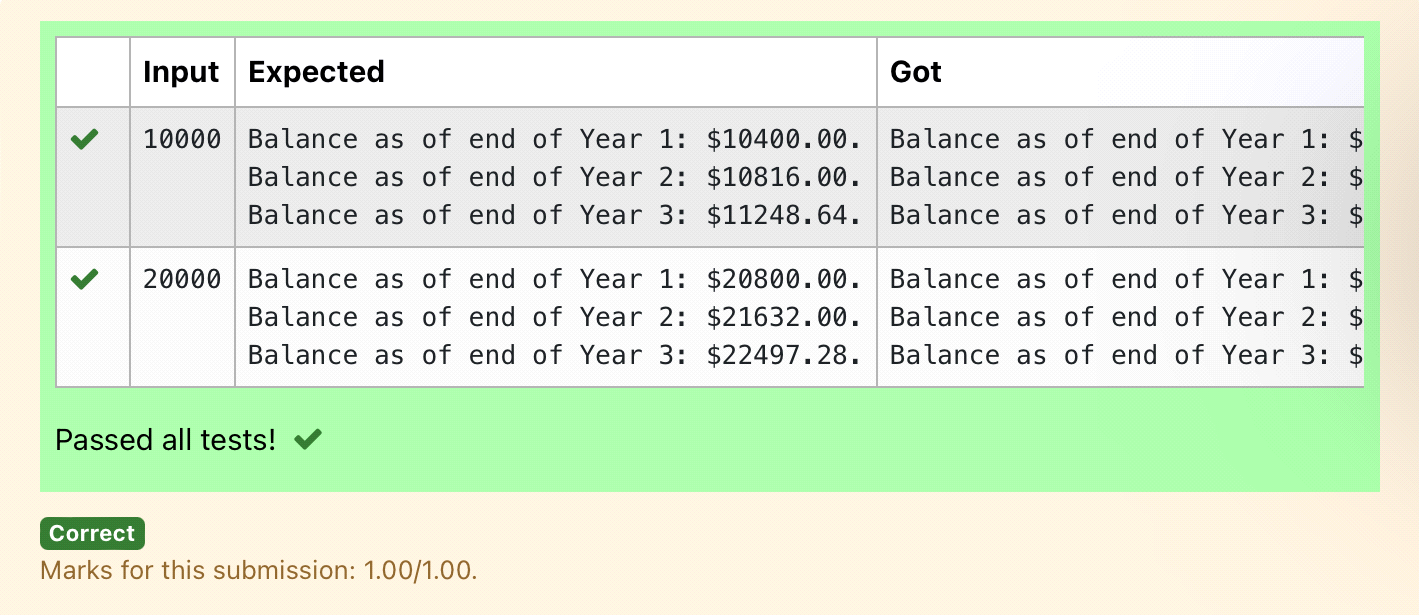 Input Expected Got
10000 Balance as of end of Year 1: $10400.00. Balance as of end of Year 1: $
Balance as of end of Year 2: $10816.00. Balance as of end of Year 2: $
Balance as of end of Year 3: $11248.64. Balance as of end of Year 3: $
20000 Balance as of end of Year 1: $20800.00. Balance as of end of Year 1: $
Balance as of end of Year 2: $21632.00. Balance as of end of Year 2: $
Balance as of end of Year 3: $22497.28. Balance as of end of Year 3: $
Passed all tests!
Correct
Marks for this submission: 1.00/1.00.